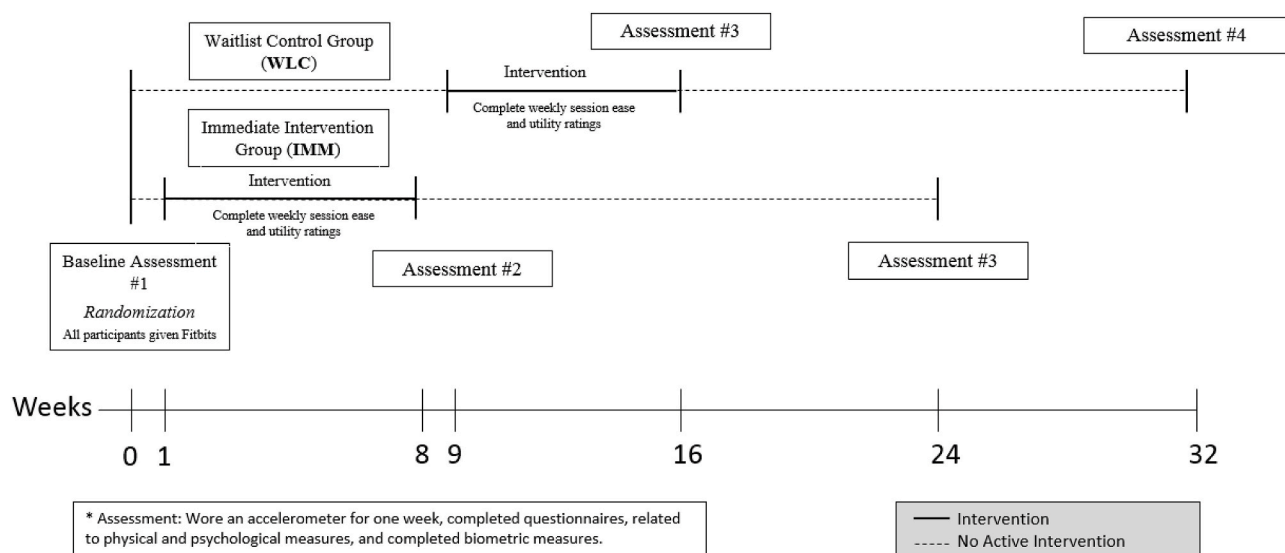 Waitlist Control Group
(WLC)
Assessment #3
Assessment #4
Intervention
Complete weekly session ease
and utility ratings
Immediate Intervention
Group (IMM)
Intervention
Complete weekly session ease
and utility ratings
Baseline Assessment
#1
Randomization
All participants given Fitbits
Assessment #2
Assessment #3
Weeks
0 1 8 9 16 24 32
* Assessment: Wore an accelerometer for one week, completed questionnaires, related
to physical and psychological measures, and completed biometric measures.
Intervention
No Active Intervention